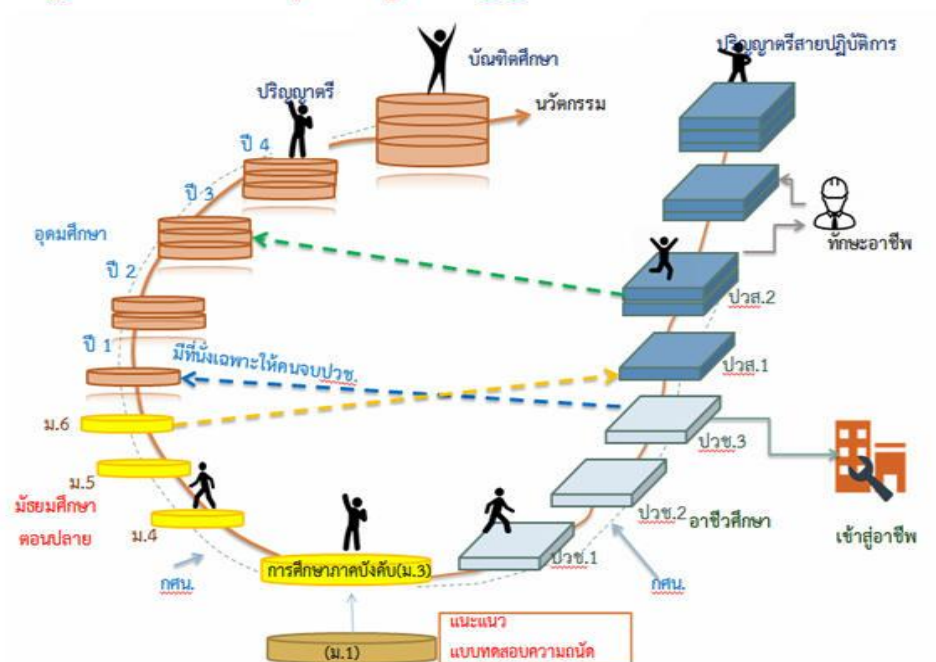 ปริญญาตรีสายปฏิบัติการ
บัณฑิตศึกษา
ปริญญาตรี
นวัตกรรม
ปี 4
ปี 3
อุดมศึกษา
ทักษะอาชีพ
ปี 2
ปวส.2
ปี 1
มีที่นั่งเฉพาะให้คนจบปวช.
ปวส.1
ม.6
ปวช.3
ม.5
มัธยมศึกษา
ตอนปลาย
ม.4
ปวช.2
อาชีวศึกษา
เข้าสู่อาชีพ
ปวช.1
การศึกษาภาคบังคับ(ม.3)
กศน.
กศน.
(ม.1)
แนะแนว
แบบทดสอบความถนัด